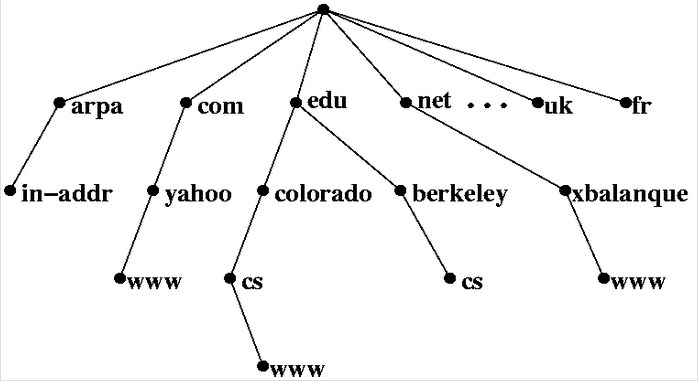 arpa com edu net ... uk fr
in-addr yahoo colorado berkeley xbalanque
www cs cs www
www